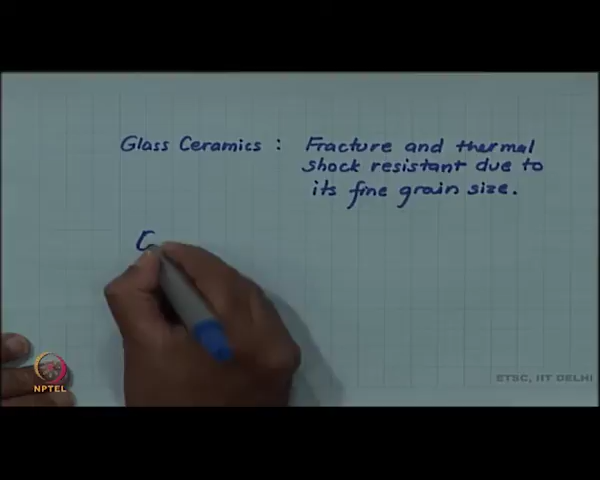 Glass Ceramics : Fracture and thermal
shock resistant due to
its fine grain size.
NPTEL
ETSC, IIT DELHI